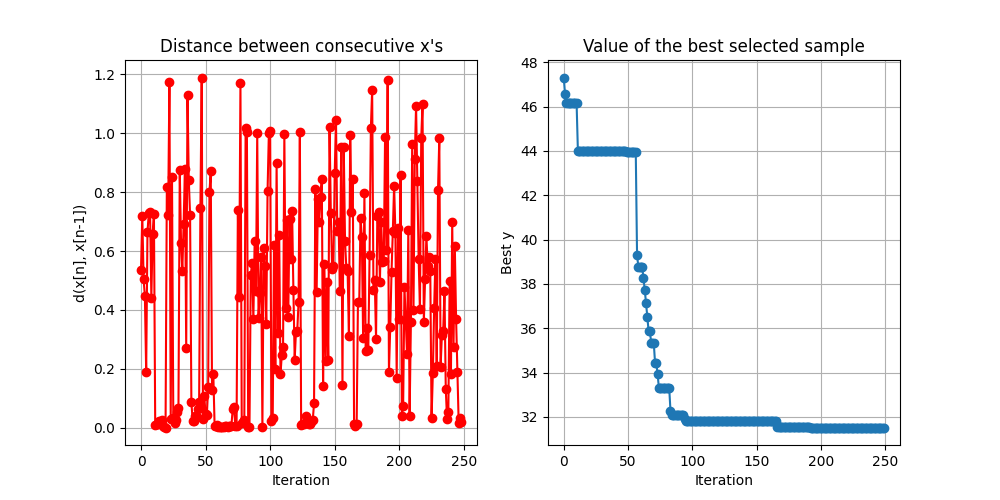 Distance between consecutive x's
d(x[n], x[n-1])
1.2
1.0
0.8
0.6
0.4
0.2
0.0
0 50 100 150 200 250
Iteration
Value of the best selected sample
Best y
48
46
44
42
40
38
36
34
32
0 50 100 150 200 250
Iteration